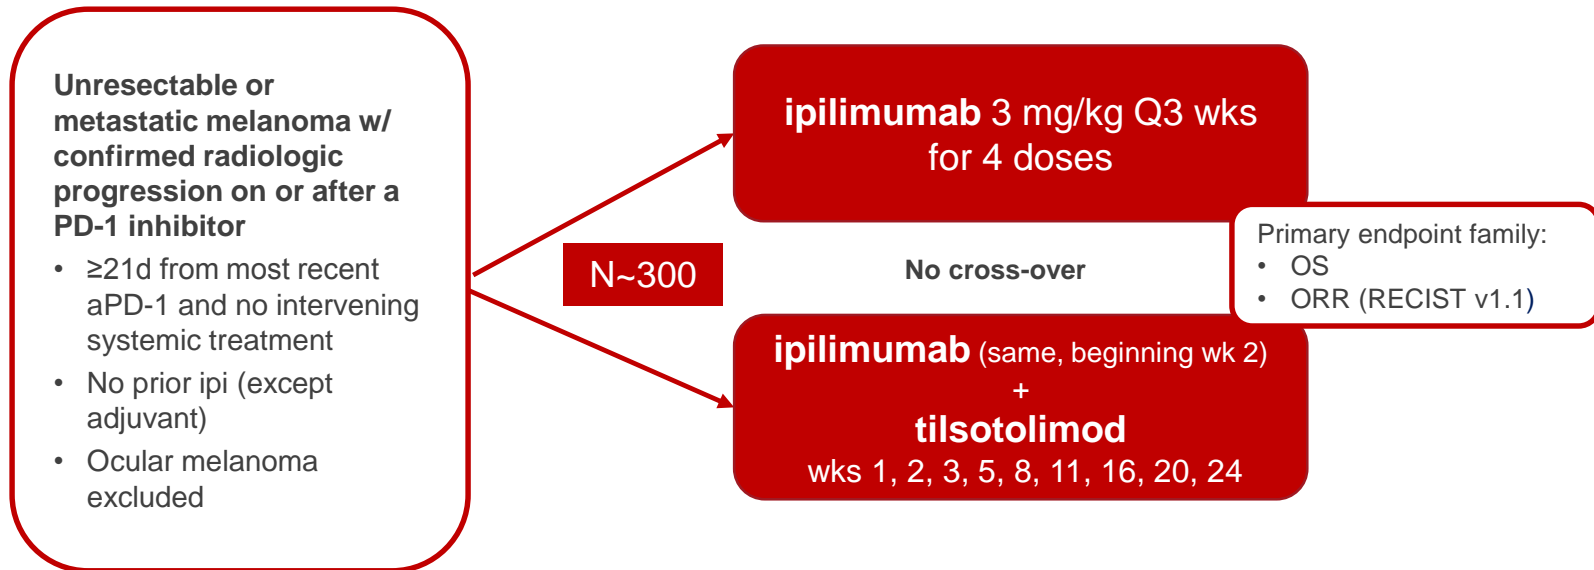 Unresectable or
metastatic melanoma w/
confirmed radiologic
progression on or after a
PD-1 inhibitor
• ≥21d from most recent
aPD-1 and no intervening
systemic treatment
• No prior ipi (except
adjuvant)
• Ocular melanoma
excluded
N~300
ipilimumab 3 mg/kg Q3 wks
for 4 doses
No cross-over
Primary endpoint family:
• OS
• ORR (RECIST v1.1)
ipilimumab (same, beginning wk 2)
+
tilsotolimod
wks 1, 2, 3, 5, 8, 11, 16, 20, 24